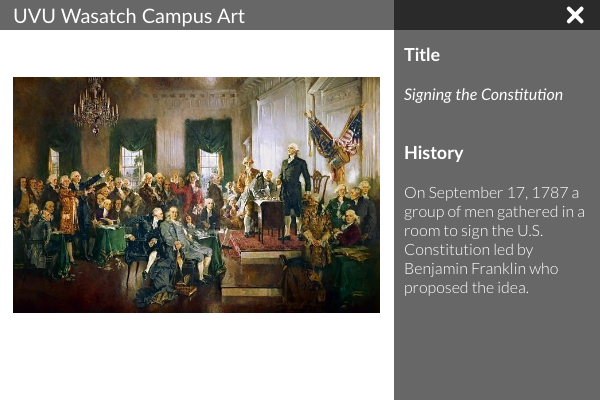 UVU Wasatch Campus Art
Title
Signing the Constitution
History
On September 17, 1787 a
group of men gathered in a
room to sign the U.S.
Constitution led by
Benjamin Franklin who
proposed the idea.